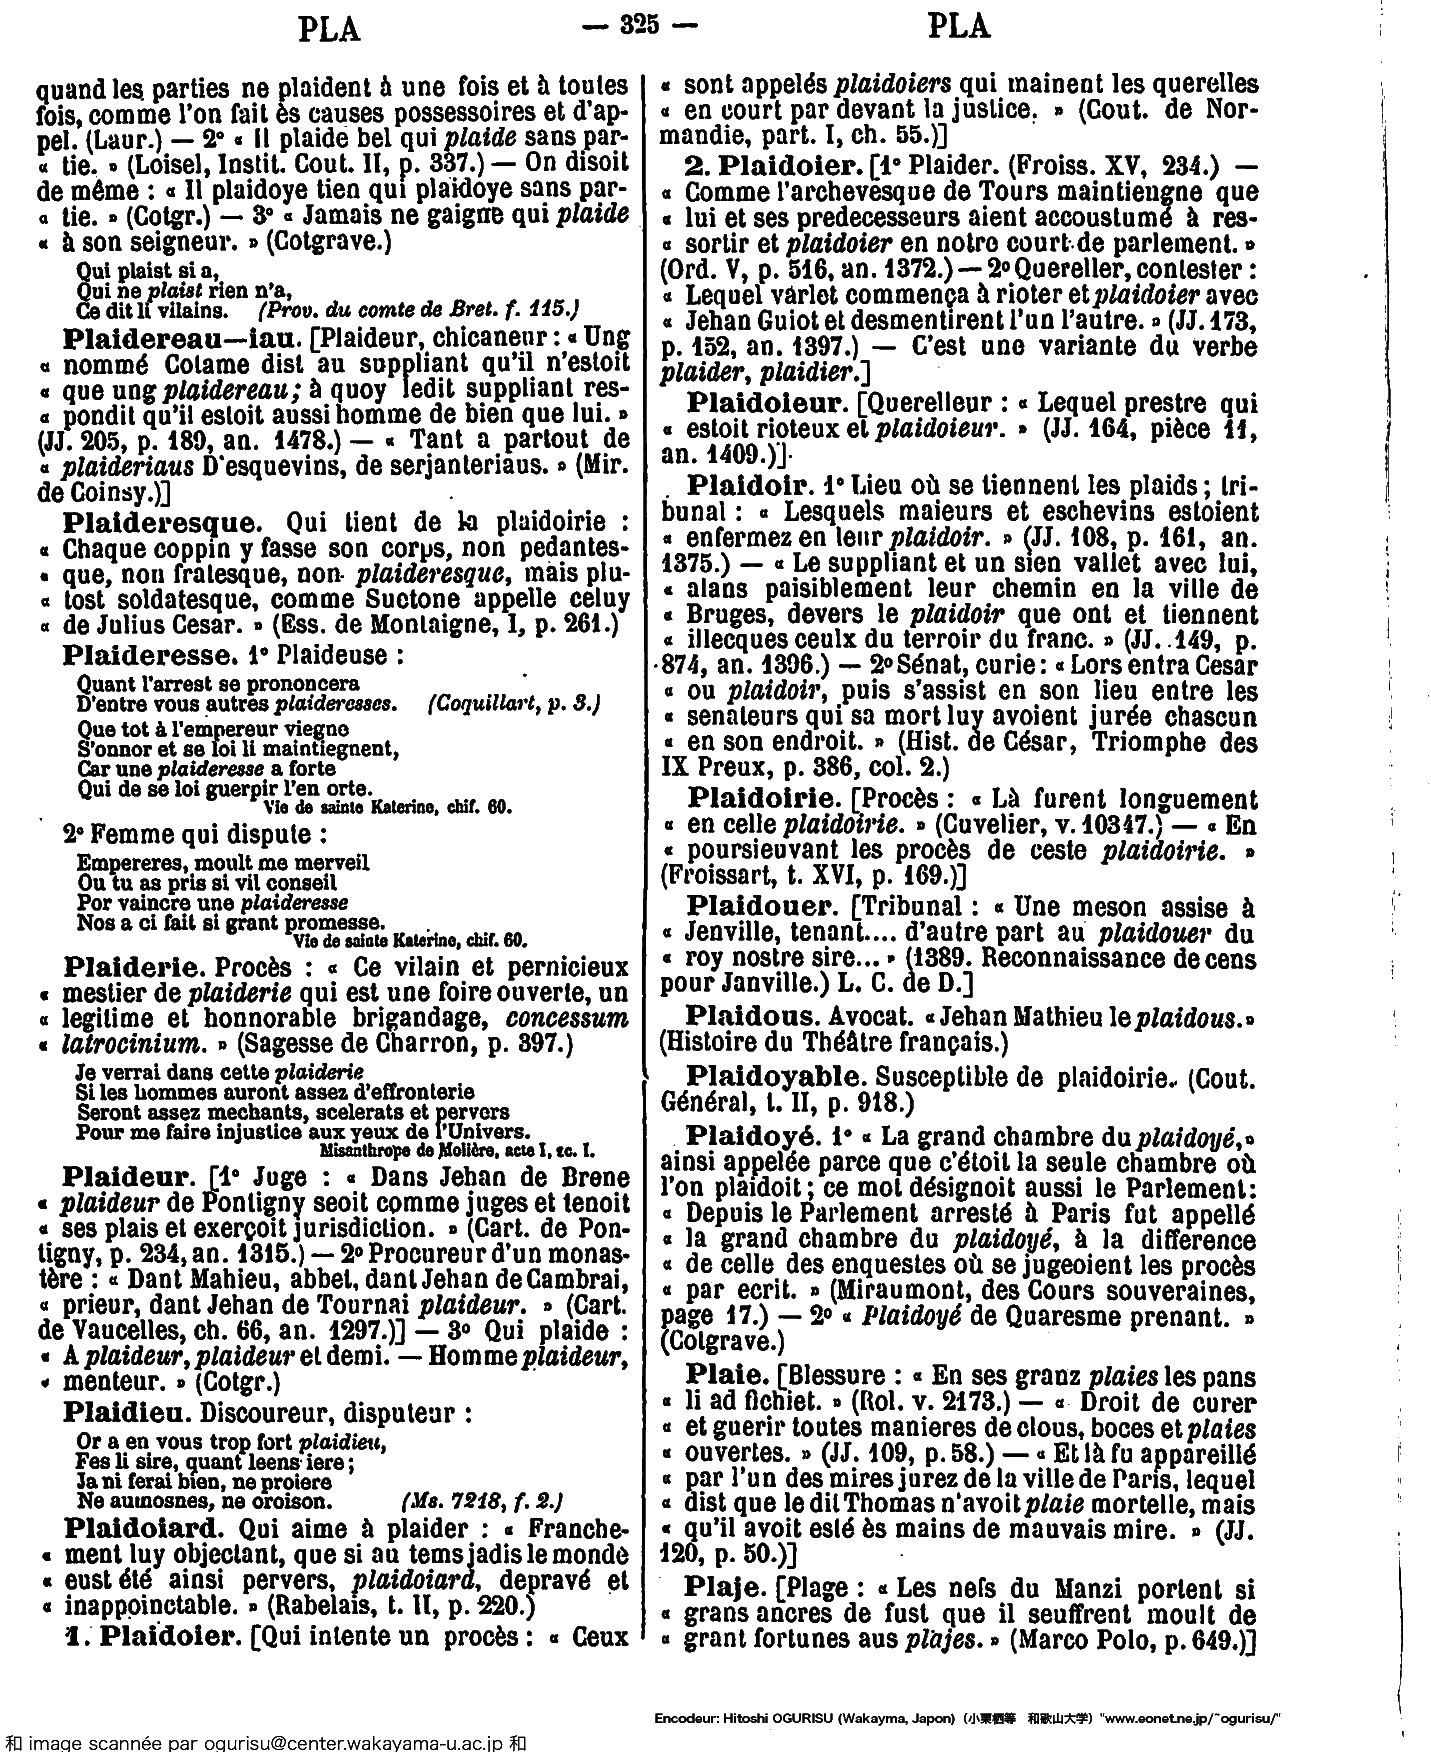 PLA — 325 — PLA
quand les parties ne plaident à une fois et à toutes
fois, comme l'on fait ès causes possessoires et d'ap-
pel. (Laur.) — 2° « Il plaide bel qui plaide sans par-
« tie. » (Loisel, Instit. Cout. II, p. 337.) — On disoit
de même : « Il plaidoye tien qui plaidoye sans par-
« tie. » (Cotgr.) — 3° « Jamais ne gaigne qui plaide
« à son seigneur. » (Cotgrave.)
Qui plaist si a,
Qui ne plaist rien n'a,
Ce dit li vilains. (Prov. du comte de Bret. f. 115.)
Plaidereau—iau. [Plaideur, chicaneur : « Ung
« nommé Colame dist au suppliant qu'il n'estoit
« que ung plaidereau; à quoy ledit suppliant res-
« pondit qu'il estoit aussi homme de bien que lui. »
(JJ. 205, p. 189, an. 1478.) — « Tant a partout de
« plaideriaus D'esquevins, de serjanteriaus. » (Mir.
de Coinsy.)]
Plaideresque. Qui tient de la plaidoirie :
« Chaque coppin y fasse son corps, non pedantes-
« que, non fratesque, non plaideresque, mais plu-
« tost soldatesque, comme Suctone appelle celuy
« de Julius Cesar. » (Ess. de Montaigne, I, p. 261.)
Plaideresse. 1° Plaideuse :
Quant l'arrest se prononcera
D'entre vous autres plaideresses. (Coquillart, p. 3.)
Que tot à l'empereur viegne
S'onnor et se loi li maintiegnent,
Car une plaideresse a forte
Qui de se loi guerpir l'en orte.
Vie de sainte Katerine, chif. 60.
2° Femme qui dispute :
Empereres, moult me merveil
Ou tu as pris si vil conseil
Por vaincre une plaideresse
Nos a ci fait si grant promesse.
Vie de sainte Katerine, chif. 60.
Plaiderie. Procès : « Ce vilain et pernicieux
« mestier de plaiderie qui est une foire ouverte, un
« legitime et honnorable brigandage, concessum
« latrocinium. » (Sagesse de Charron, p. 397.)
Je verrai dans cette plaiderie
Si les hommes auront assez d'effronterie
Seront assez mechants, scelerats et pervers
Pour me faire injustice aux yeux de l'Univers.
Misanthrope de Molière, acte I, sc. I.
Plaideur. [1° Juge : « Dans Jehan de Brene
« plaideur de Pontigny seoit comme juges et tenoit
« ses plais et exerçoit jurisdiction. » (Cart. de Pon-
tigny, p. 234, an. 1315.) — 2° Procureur d'un monas-
tère : « Dant Mahieu, abbet, dant Jehan de Cambrai,
« prieur, dant Jehan de Tournai plaideur. » (Cart.
de Vaucelles, ch. 66, an. 1297.)] — 3° Qui plaide :
« A plaideur, plaideur et demi. — Homme plaideur,
« menteur. » (Cotgr.)
Plaidieu. Discoureur, disputeur :
Or a en vous trop fort plaidieu,
Fes li sire, quant leens iere ;
Ja ni ferai bien, ne proiere
Ne aumosnes, ne oroison. (Ms. 7218, f. 2.)
Plaidoiard. Qui aime à plaider : « Franche-
« ment luy objectant, que si au tems jadis le monde
« eust été ainsi pervers, plaidoiard, depravé et
« inappoinctable. » (Rabelais, t. II, p. 220.)
1. Plaidoier. [Qui intente un procès : « Ceux
« sont appelés plaidoiers qui mainent les querelles
« en court par devant la justice. » (Cout. de Nor-
mandie, part. I, ch. 55.)]
2. Plaidoier. [1° Plaider. (Froiss. XV, 234.) —
« Comme l'archevesque de Tours maintiengne que
« lui et ses predecesseurs aient accoustumé à res-
« sortir et plaidoier en notre court de parlement. »
(Ord. V, p. 516, an. 1372.) — 2° Quereller, contester :
« Lequel varlet commença à rioter et plaidoier avec
« Jehan Guiot et desmentirent l'un l'autre. » (JJ. 173,
p. 152, an. 1397.) — C'est une variante du verbe
plaider, plaidier.]
Plaidoieur. [Querelleur : « Lequel prestre qui
« estoit rioteux et plaidoieur. » (JJ. 164, pièce 11,
an. 1409.)]
Plaidoir. 1° Lieu où se tiennent les plaids ; tri-
bunal : « Lesquels maieurs et eschevins estoient
« enfermez en leur plaidoir. » (JJ. 108, p. 161, an.
1375.) — « Le suppliant et un sien vallet avec lui,
« alans paisiblement leur chemin en la ville de
« Bruges, devers le plaidoir que ont et tiennent
« illecques ceulx du terroir du franc. » (JJ. 149, p.
874, an. 1396.) — 2° Sénat, curie : « Lors entra Cesar
« ou plaidoir, puis s'assist en son lieu entre les
« senateurs qui sa mort luy avoient jurée chascun
« en son endroit. » (Hist. de César, Triomphe des
IX Preux, p. 386, col. 2.)
Plaidoirie. [Procès : « Là furent longuement
« en celle plaidoirie. » (Cuvelier, v. 10347.) — « En
« poursieuvant les procès de ceste plaidoirie. »
(Froissart, t. XVI, p. 169.)]
Plaidouer. [Tribunal : « Une meson assise à
« Jenville, tenant.... d'autre part au plaidouer du
« roy nostre sire... » (1389. Reconnaissance de cens
pour Janville.) L. C. de D.]
Plaidous. Avocat. « Jehan Mathieu le plaidous. »
(Histoire du Théâtre français.)
Plaidoyable. Susceptible de plaidoirie. (Cout.
Général, t. II, p. 918.)
Plaidoyé. 1° « La grand chambre du plaidoyé, »
ainsi appelée parce que c'étoit la seule chambre où
l'on plaidoit ; ce mot désignoit aussi le Parlement :
« Depuis le Parlement arresté à Paris fut appellé
« la grand chambre du plaidoyé, à la difference
« de celle des enquestes où se jugeoient les procès
« par ecrit. » (Miraumont, des Cours souveraines,
page 17.) — 2° « Plaidoyé de Quaresme prenant. »
(Cotgrave.)
Plaie. [Blessure : « En ses granz plaies les pans
« li ad fichiet. » (Rol. v. 2173.) — « Droit de curer
« et guerir toutes manieres de clous, boces et plaies
« ouvertes. » (JJ. 109, p. 58.) — « Et là fu appareillé
« par l'un des mires jurez de la ville de Paris, lequel
« dist que le dit Thomas n'avoit plaie mortelle, mais
« qu'il avoit esté ès mains de mauvais mire. » (JJ.
120, p. 50.)]
Plaje. [Plage : « Les nefs du Manzi portent si
« grans ancres de fust que il seuffrent moult de
« grant fortunes aus plajes. » (Marco Polo, p. 649.)]
Encodeur: Hitoshi OGURISU (Wakayma, Japon) (小栗栖等 和歌山大学) "www.eonet.ne.jp/~ogurisu/"
和 image scannée par ogurisu@center.wakayama-u.ac.jp 和